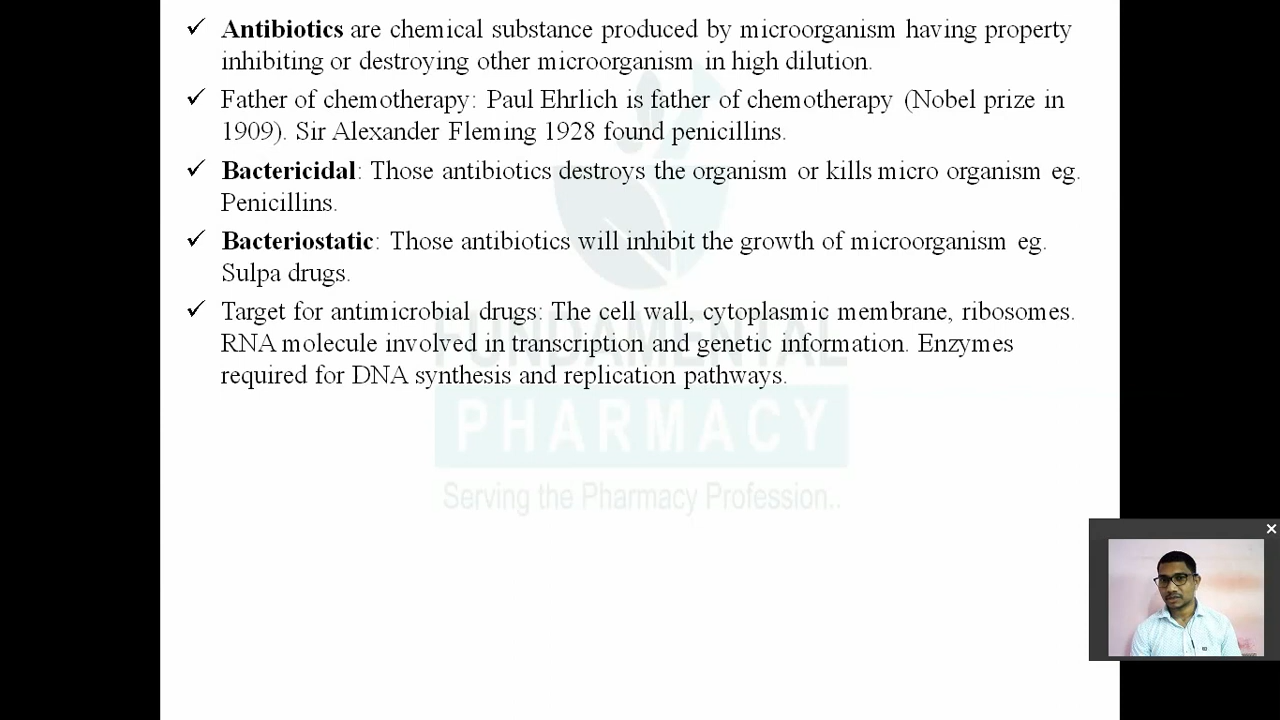 ✓ Antibiotics are chemical substance produced by microorganism having property
inhibiting or destroying other microorganism in high dilution.
✓ Father of chemotherapy: Paul Ehrlich is father of chemotherapy (Nobel prize in
1909). Sir Alexander Fleming 1928 found penicillins.
✓ Bactericidal: Those antibiotics destroys the organism or kills micro organism eg.
Penicillins.
✓ Bacteriostatic: Those antibiotics will inhibit the growth of microorganism eg.
Sulpa drugs.
✓ Target for antimicrobial drugs: The cell wall, cytoplasmic membrane, ribosomes.
RNA molecule involved in transcription and genetic information. Enzymes
required for DNA synthesis and replication pathways.
FUNDAMENTAL
PHARMACY
Serving the Pharmacy Profession..